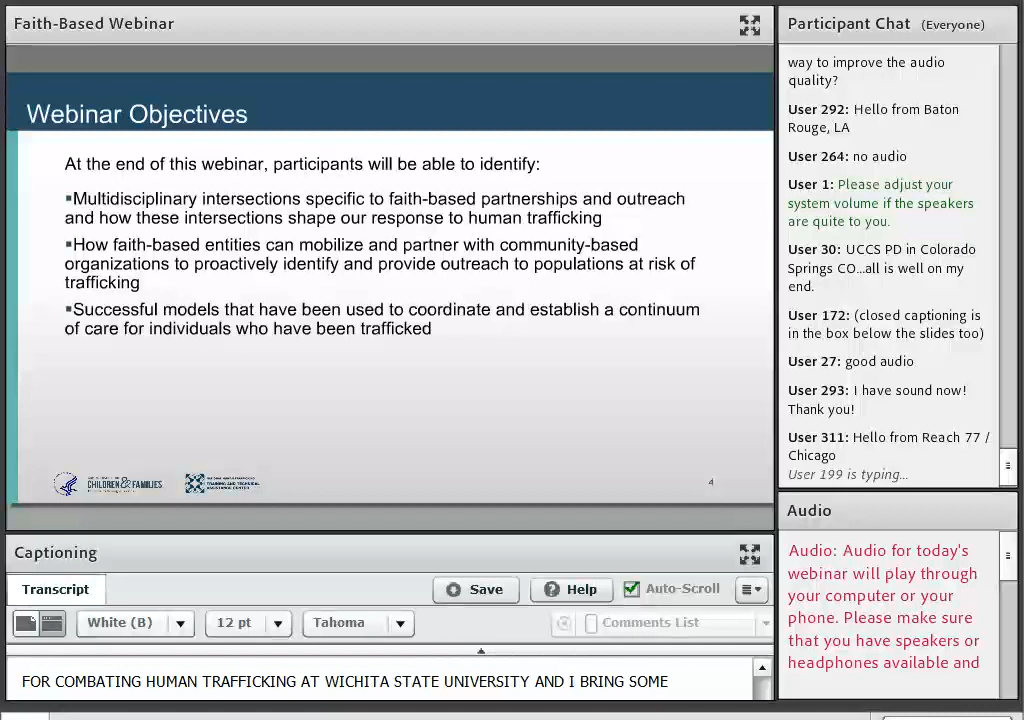 Faith-Based Webinar
Webinar Objectives
At the end of this webinar, participants will be able to identify:
▪Multidisciplinary intersections specific to faith-based partnerships and outreach
and how these intersections shape our response to human trafficking
▪How faith-based entities can mobilize and partner with community-based
organizations to proactively identify and provide outreach to populations at risk of
trafficking
▪Successful models that have been used to coordinate and establish a continuum
of care for individuals who have been trafficked
CHILDREN & FAMILIES
TRAINING AND TECHNICAL
ASSISTANCE CENTER
4
Captioning
Transcript
Save
Help
Auto-Scroll
White (B)
12 pt
Tahoma
Comments List
FOR COMBATING HUMAN TRAFFICKING AT WICHITA STATE UNIVERSITY AND I BRING SOME
Participant Chat (Everyone)
way to improve the audio
quality?
User 292: Hello from Baton
Rouge, LA
User 264: no audio
User 1: Please adjust your
system volume if the speakers
are quite to you.
User 30: UCCS PD in Colorado
Springs CO...all is well on my
end.
User 172: (closed captioning is
in the box below the slides too)
User 27: good audio
User 293: I have sound now!
Thank you!
User 311: Hello from Reach 77 /
Chicago
User 199 is typing...
Audio
Audio: Audio for today's
webinar will play through
your computer or your
phone. Please make sure
that you have speakers or
headphones available and